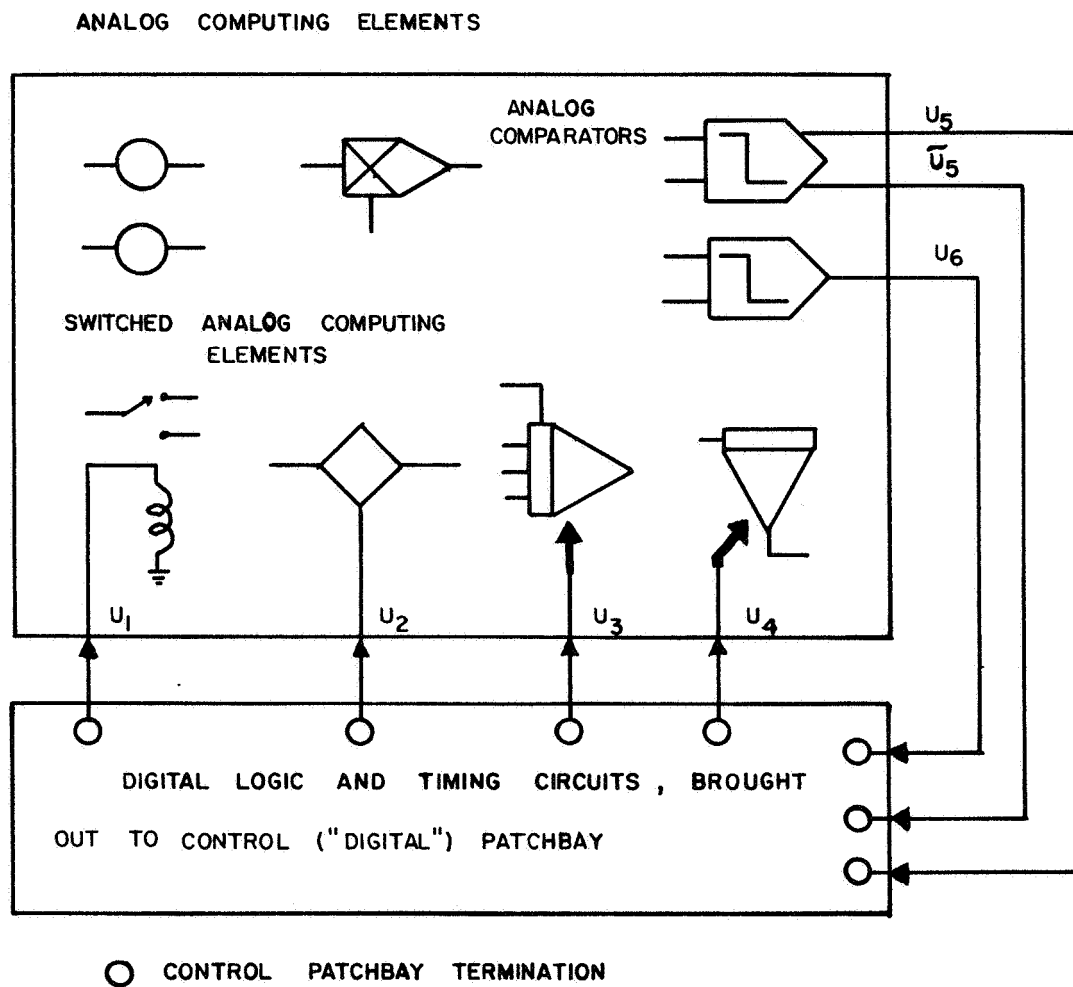 ANALOG COMPUTING ELEMENTS
ANALOG
COMPARATORS
U5
Ũ5
U6
SWITCHED ANALOG COMPUTING
ELEMENTS
U1
U2
U3
U4
DIGITAL LOGIC AND TIMING CIRCUITS , BROUGHT
OUT TO CONTROL ("DIGITAL") PATCHBAY
CONTROL PATCHBAY TERMINATION